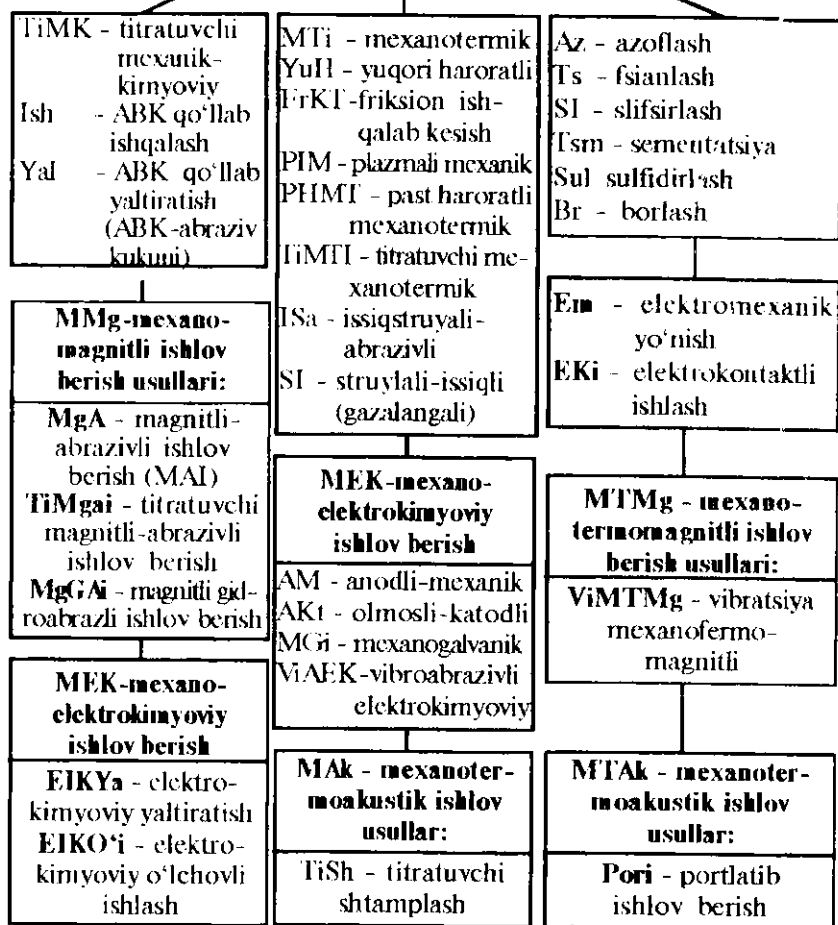 TiMK - titratuvchi
mexanik-
kimyoviy
Ish - ABK qo‘llab
ishqalash
Yal - ABK qo‘llab
yaltiratish
(ABK-abraziv
kukuni)
MMg-mexano-
magnitli ishlov
berish usullari:
MgA - magnitli-
abrazivli ishlov
berish (MAI)
TiMgai - titratuvchi
magnitli-abrazivli
ishlov berish
MgGAi - magnitli gid-
roabrazli ishlov berish
MEK-mexano-
elektrokimyoviy
ishlov berish
ElKYa - elektro-
kimyoviy yaltiratish
ElKO‘i - elektro-
kimyoviy o‘lchovli
ishlash
MTi - mexanotermik
YuH - yuqori haroratli
FrKT-friksion ish-
qalab kesish
PlM - plazmali mexanik
PHMT - past haroratli
mexanotermik
TiMTI - titratuvchi me-
xanotermik
ISa - issiqstruyali-
abrazivli
SI - struylali-issiqli
(gazalangali)
MEK-mexano-
elektrokimyoviy
ishlov berish
AM - anodli-mexanik
AKt - olmosli-katodli
MGi - mexanogalvanik
ViAEK-vibroabrazivli
elektrokimyoviy
MAk - mexanoter-
moakustik ishlov
usullar:
TiSh - titratuvchi
shtamplash
Az - azoflash
Ts - fsianlash
Sl - slifsirlash
Tsm - sementatsiya
Sul sulfidirlash
Br - borlash
Em - elektromexanik
yo‘nish
EKi - elektrokontaktli
ishlash
MTMg - mexano-
termomagnitli ishlov
berish usullari:
ViMTMg - vibratsiya
mexanofermo-
magnitli
MTAk - mexanoter-
moakustik ishlov
usullar:
Pori - portlatib
ishlov berish